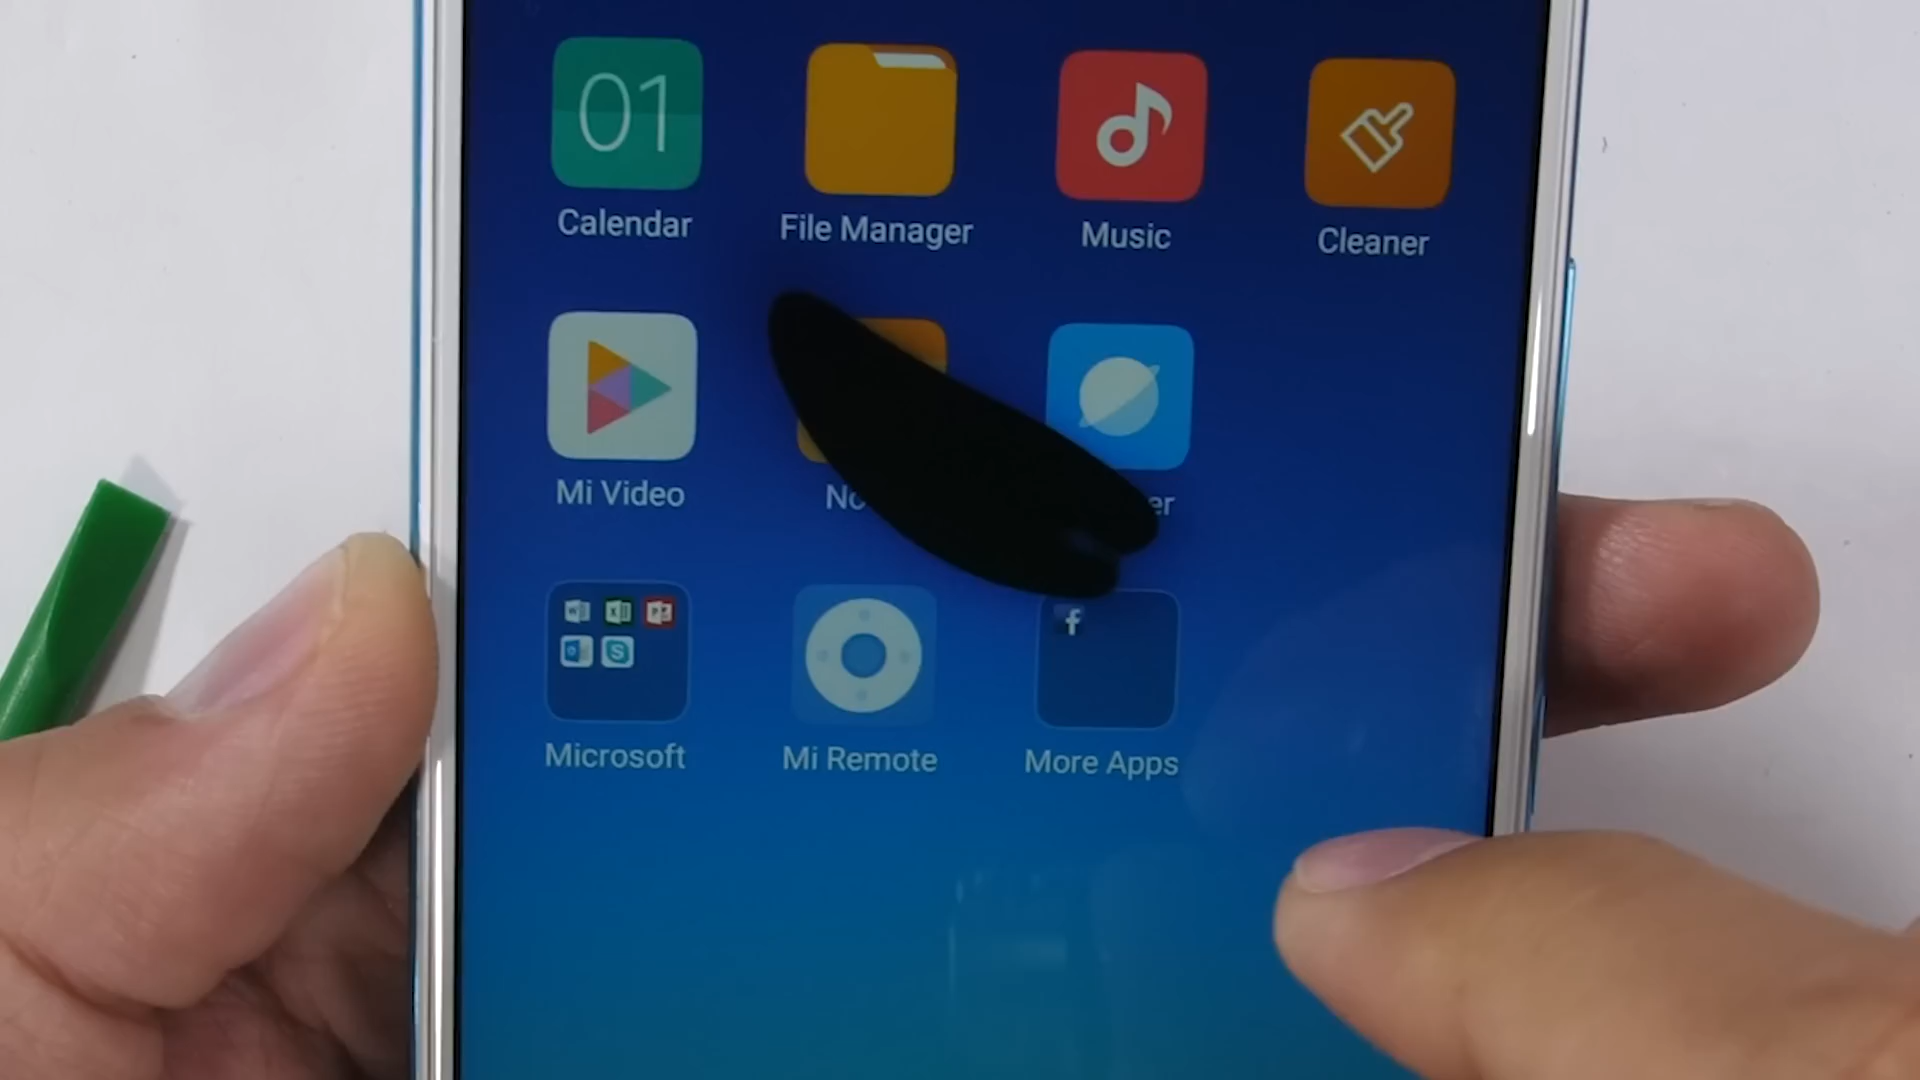 01
Calendar
File Manager
Music
Cleaner
Mi Video
Microsoft
Mi Remote
More Apps